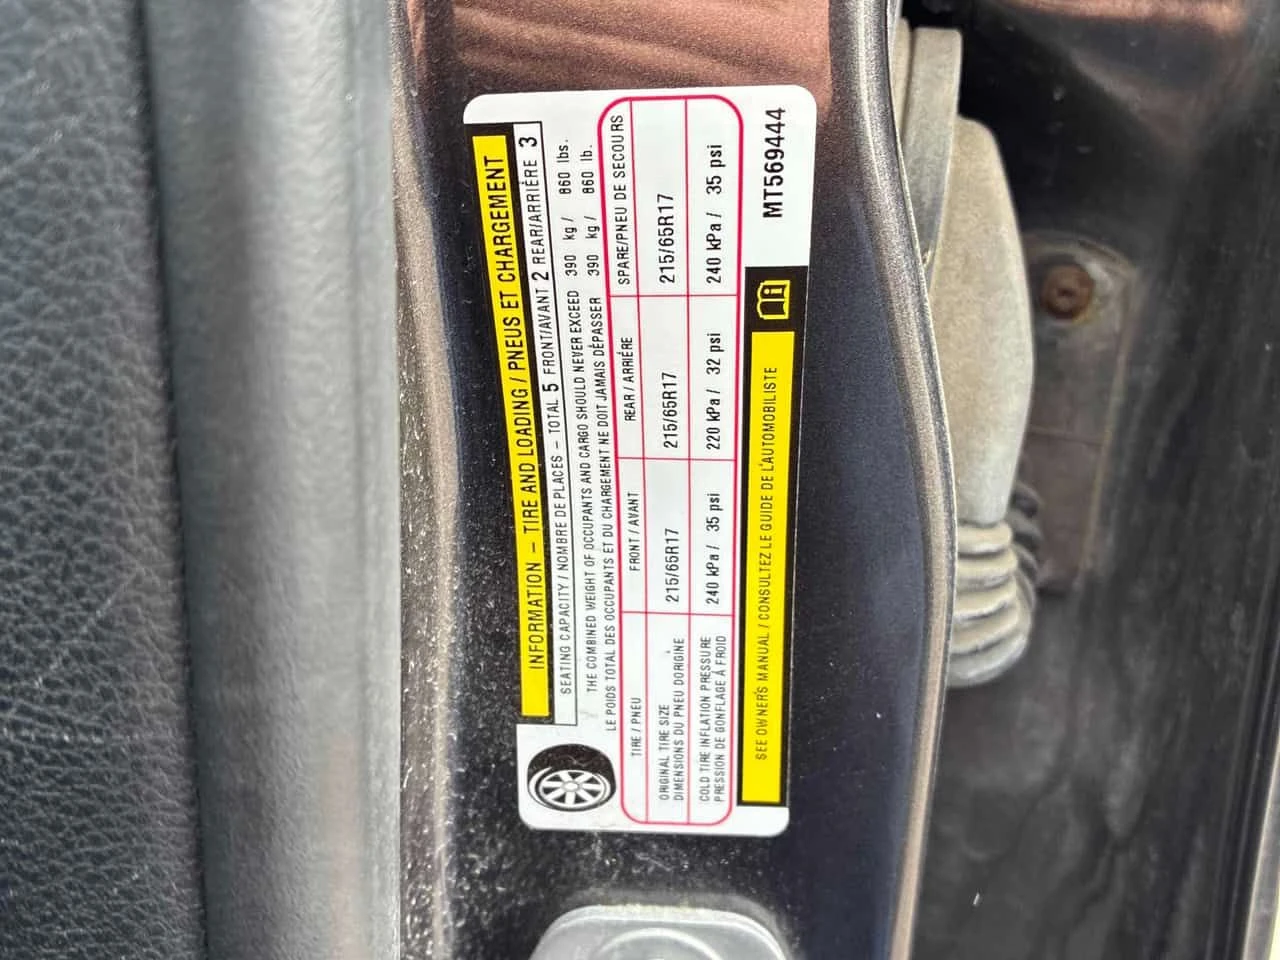 INFORMATION – TIRE AND LOADING / PNEUS ET CHARGEMENT
SEATING CAPACITY / NOMBRE DE PLACES – TOTAL 5 FRONT/AVANT 2 REAR/ARRIÈRE 3
THE COMBINED WEIGHT OF OCCUPANTS AND CARGO SHOULD NEVER EXCEED 390 kg / 860 lbs.
LE POIDS TOTAL DES OCCUPANTS ET DU CHARGEMENT NE DOIT JAMAIS DÉPASSER 390 kg / 860 lb.
TIRE / PNEU FRONT / AVANT REAR / ARRIÈRE SPARE/PNEU DE SECOURS
ORIGINAL TIRE SIZE
DIMENSIONS DU PNEU DORIGINE
215/65R17 215/65R17 215/65R17
COLD TIRE INFLATION PRESSURE
PRESSION DE GONFLAGE À FROID
240 kPa / 35 psi 220 kPa / 32 psi 240 kPa / 35 psi
SEE OWNER'S MANUAL / CONSULTEZ LE GUIDE DE L'AUTOMOBILISTE
MT569444